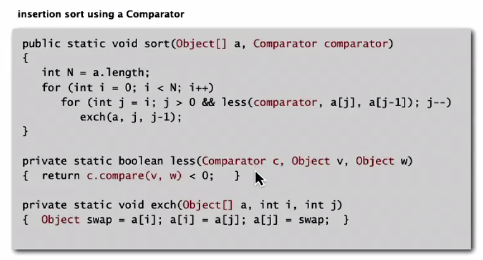 insertion sort using a Comparator
public static void sort(Object[] a, Comparator comparator)
{
   int N = a.length;
   for (int i = 0; i < N; i++)
      for (int j = i; j > 0 && less(comparator, a[j], a[j-1]); j--)
         exch(a, j, j-1);
}
private static boolean less(Comparator c, Object v, Object w)
{  return c.compare(v, w) < 0;   }
private static void exch(Object[] a, int i, int j)
{  Object swap = a[i]; a[i] = a[j]; a[j] = swap;  }